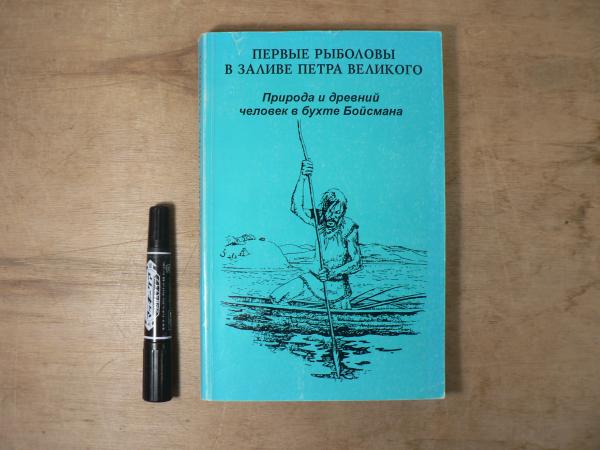 ПЕРВЫЕ РЫБОЛОВЫ
В ЗАЛИВЕ ПЕТРА ВЕЛИКОГО
Природа и древний
человек в бухте Бойсмана